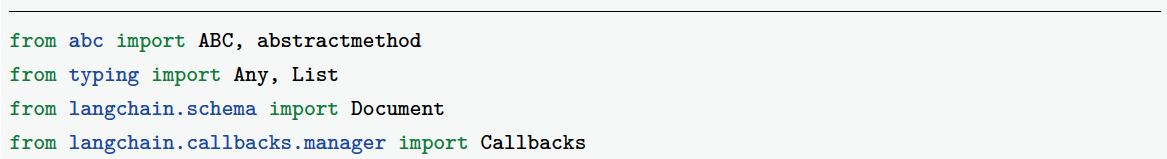 from abc import ABC, abstractmethod
from typing import Any, List
from langchain.schema import Document
from langchain.callbacks.manager import Callbacks